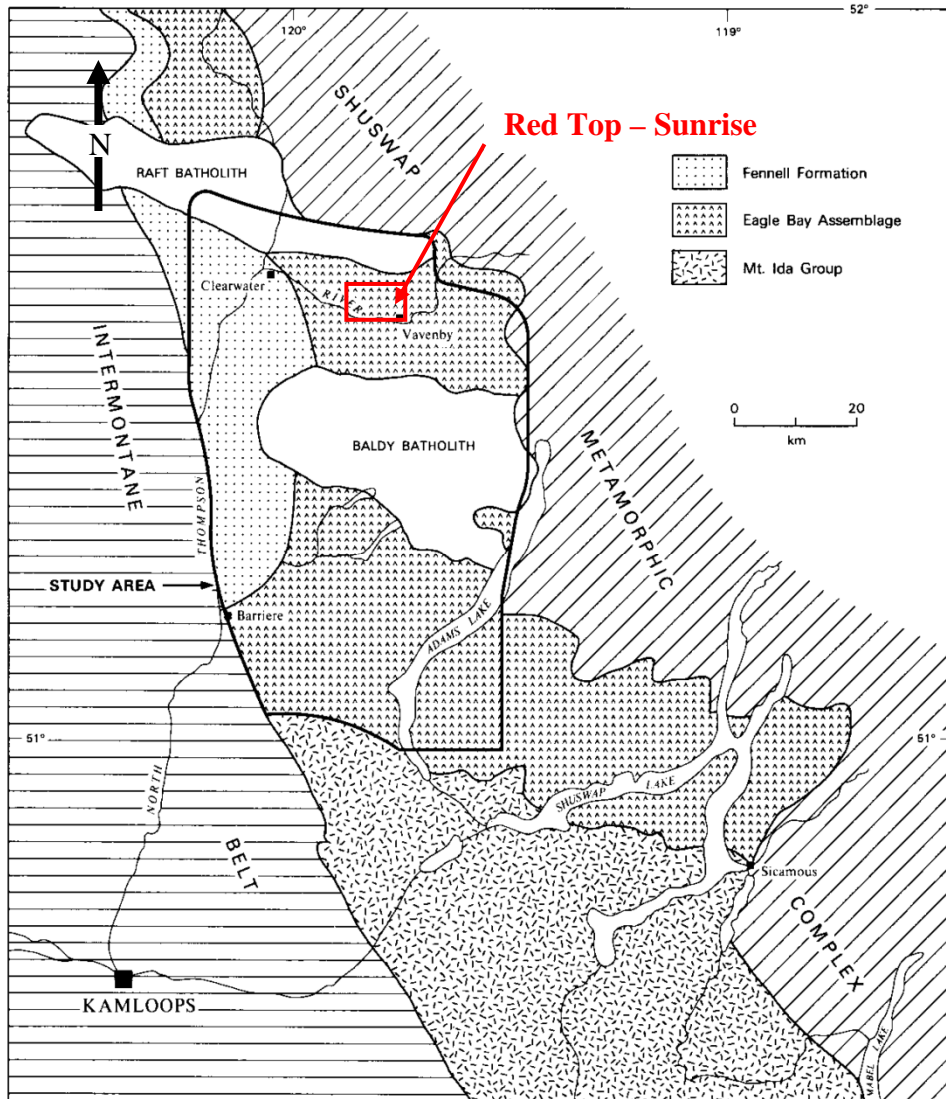 120°
119°
52°
SHUSWAP
Red Top – Sunrise
N
RAFT BATHOLITH
Fennell Formation
Eagle Bay Assemblage
Mt. Ida Group
Clearwater
RIVER
Vavenby
INTERMONTANE
0 20
km
BALDY BATHOLITH
METAMORPHIC
THOMPSON
STUDY AREA
Barriere
ADAMS LAKE
51°
51°
NORTH
SHUSWAP LAKE
BELT
Sicamous
COMPLEX
KAMLOOPS
MABEL LAKE